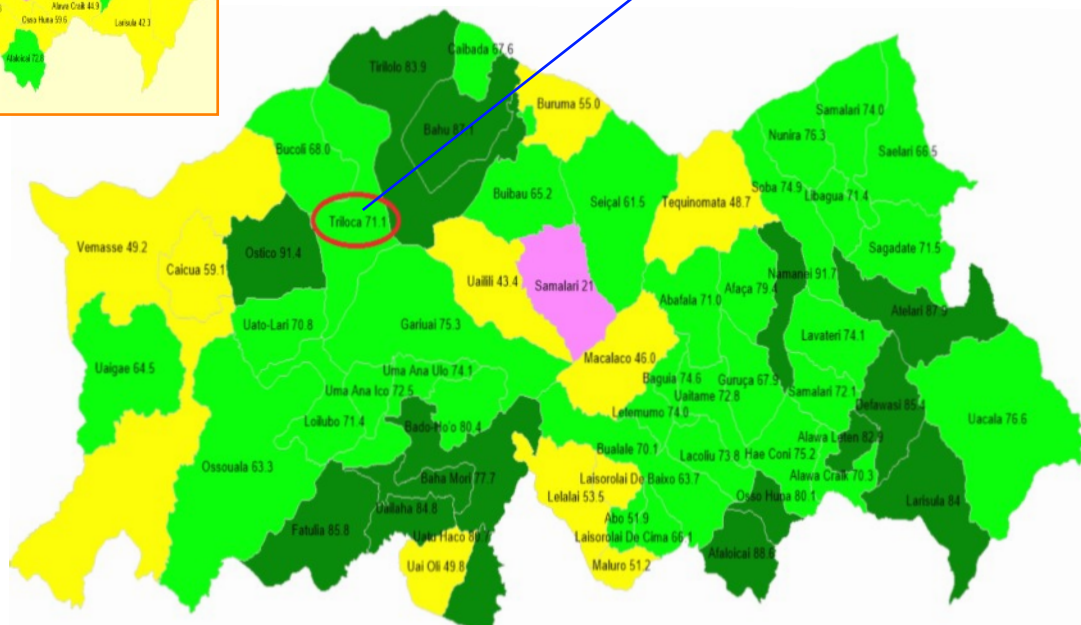 Alawa Craik 44.9
Osso Huna 59.6
Larisula 42.3
Caibada 67.6
Tirilolo 83.9
Buruma 55.0
Samalari 74.0
Bahu 87.1
Nunira 76.3
Bucoli 68.0
Saelari 66.5
Buibau 65.2
Soba 74.9
Libagua 71.4
Seiçal 61.5
Tequinomata 48.7
Triloca 71.1
Vemasse 49.2
Ostico 91.4
Sagadate 71.5
Caicua 59.1
Namanei 91.7
Uailili 43.4
Samalari 21
Afaça 79.4
Abafala 71.0
Atelari 87.9
Uato-Lari 70.8
Gariuai 75.3
Lavateri 74.1
Macalaco 46.0
Uaigae 64.5
Uma Ana Ulo 74.1
Baguia 74.6
Guruça 67.9
Uma Ana Ico 72.5
Uaitame 72.8
Samalari 72.1
Defawasi 85.4
Letemumo 74.0
Uacala 76.6
Loilubo 71.4
Bado-Ho'o 80.4
Alawa Leten 82.9
Bualale 70.1
Lacoliu 73.8
Hae Coni 75.2
Ossouala 63.3
Baha Mori 77.7
Laisorolai De Baixo 63.7
Alawa Craik 70.3
Lelalai 53.5
Osso Huna 80.1
Larisula 84
Uailaha 84.8
Abo 51.9
Fatulia 85.8
Uatu Haco
Laisorolai De Cima 66.1
Afaloicai 88.6
Uai Oli 49.8
Maluro 51.2